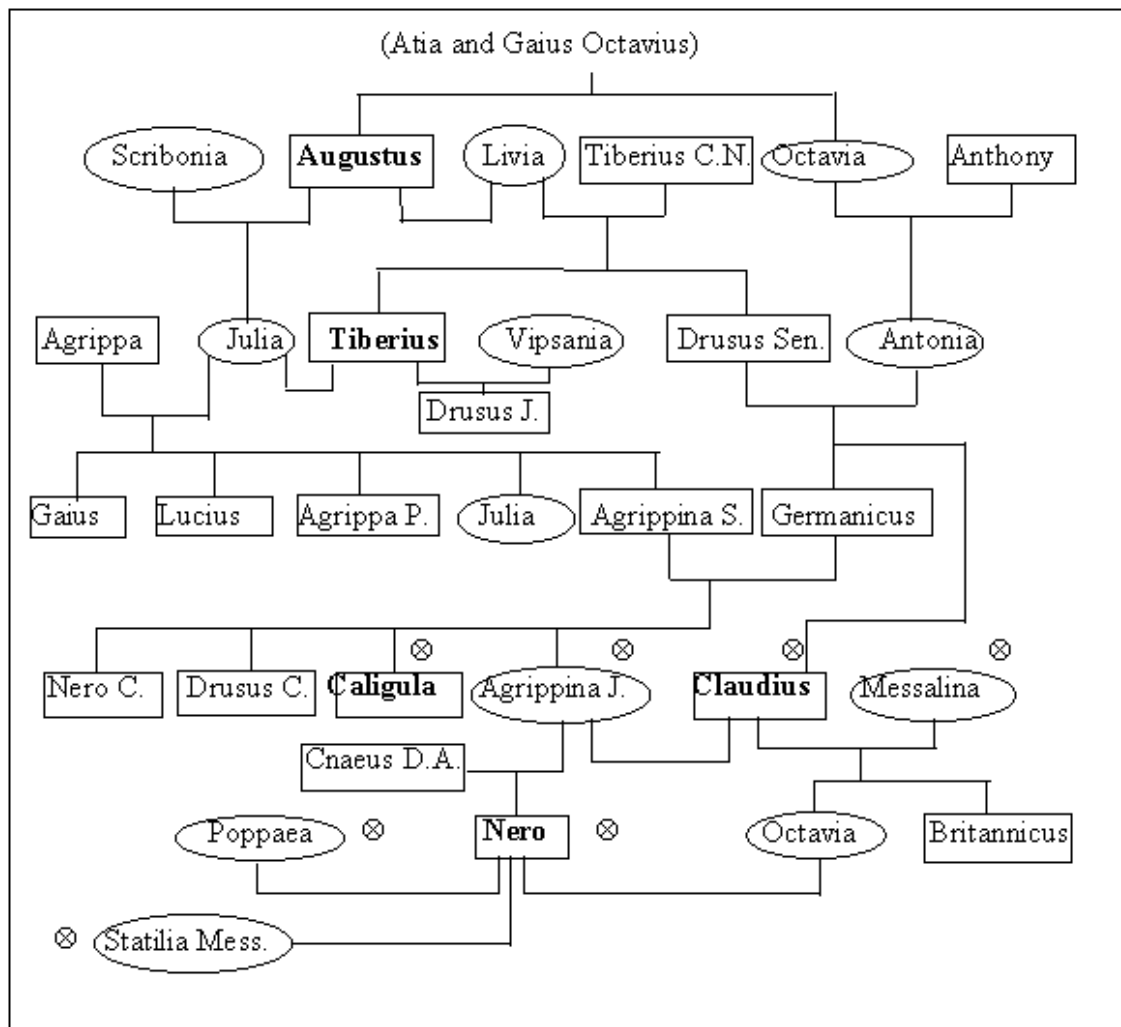 (Atia and Gaius Octavius)
Scribonia Augustus Livia Tiberius C.N. Octavia Anthony
Agrippa Julia Tiberius Vipsania Drusus Sen. Antonia
Drusus J.
Gaius Lucius Agrippa P. Julia Agrippina S. Germanicus
Nero C. Drusus C. Caligula Agrippina J. Claudius Messalina
Cnaeus D.A.
Poppaea Nero Octavia Britannicus
Statilia Mess.